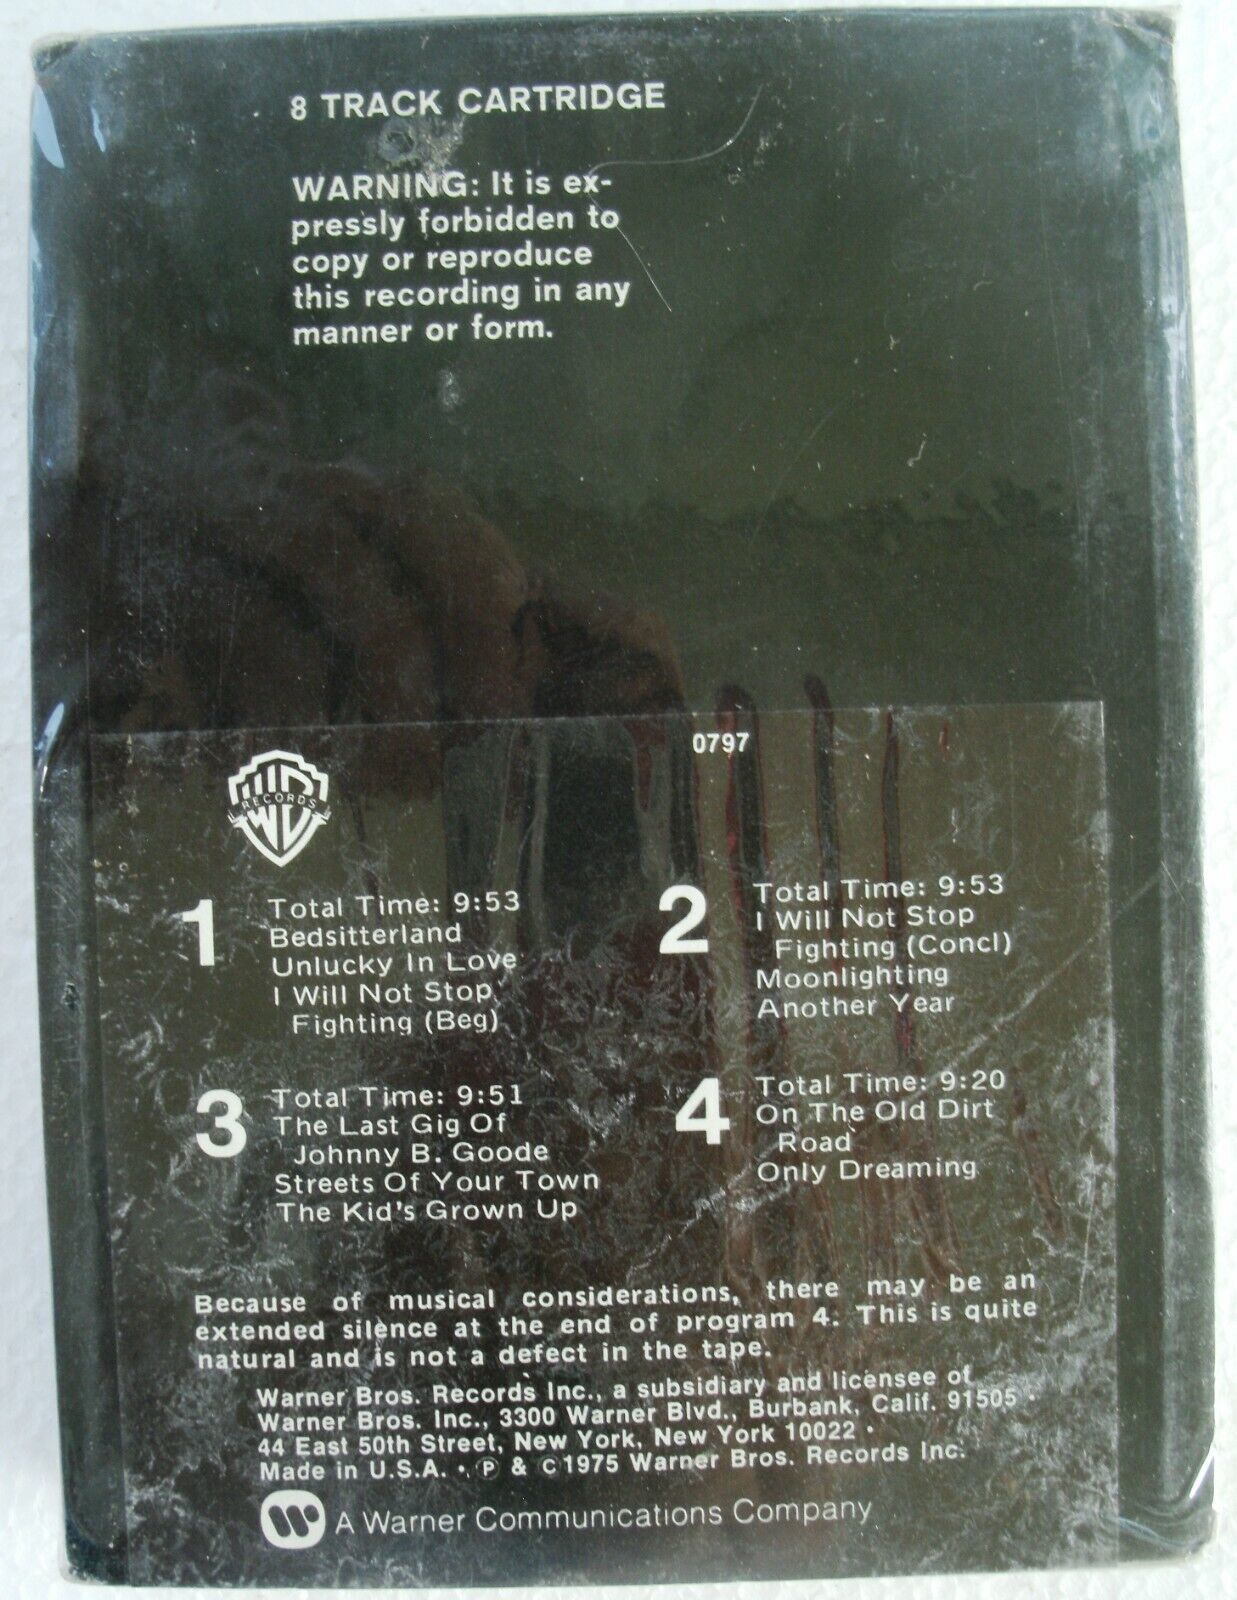 8 TRACK CARTRIDGE
WARNING: It is ex-
pressly forbidden to
copy or reproduce
this recording in any
manner or form.
0797
RECORDS
1
Total Time: 9:53
Bedsitterland
Unlucky In Love
I Will Not Stop
Fighting (Beg)
2
Total Time: 9:53
I Will Not Stop
Fighting (Concl)
Moonlighting
Another Year
3
Total Time: 9:51
The Last Gig Of
Johnny B. Goode
Streets Of Your Town
The Kid's Grown Up
4
Total Time: 9:20
On The Old Dirt
Road
Only Dreaming
Because of musical considerations, there may be an
extended silence at the end of program 4. This is quite
natural and is not a defect in the tape.
Warner Bros. Records Inc., a subsidiary and licensee of
Warner Bros. Inc., 3300 Warner Blvd., Burbank, Calif. 91505 •
44 East 50th Street, New York, New York 10022 •
Made in U.S.A. • ℗ & © 1975 Warner Bros. Records Inc.
A Warner Communications Company